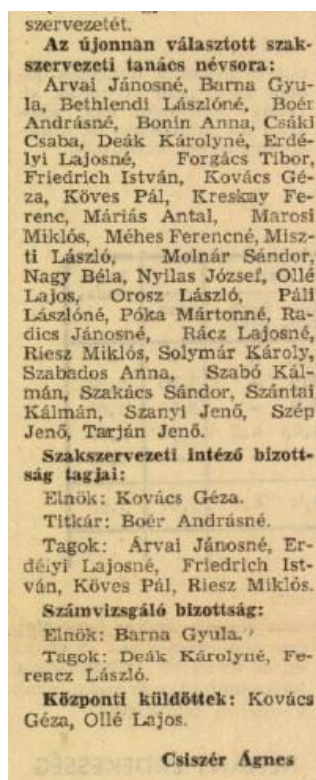 szervezetét.
Az újonnan választott szak-
szervezeti tanács névsora:
Árvai Jánosné, Barna Gyu-
la, Bethlendi Lászlóné, Boér
Andrásné, Bonin Anna, Csáki
Csaba, Deák Károlyné, Erdé-
lyi Lajosné, Forgács Tibor,
Friedrich István, Kovács Gé-
za, Köves Pál, Kreskay Fe-
renc, Máriás Antal, Marosi
Miklós, Méhes Ferencné, Misz-
ti László, Molnár Sándor,
Nagy Béla, Nyilas József, Ollé
Lajos, Orosz László, Páli
Lászlóné, Póka Mártonné, Ra-
dics Jánosné, Rácz Lajosné,
Riesz Miklós, Solymár Károly,
Szabados Anna, Szabó Kál-
mán, Szakács Sándor, Szántai
Kálmán, Szanyi Jenő, Szép
Jenő, Tarján Jenő.
Szakszervezeti intéző bizott-
ság tagjai:
Elnök: Kovács Géza.
Titkár: Boér Andrásné.
Tagok: Árvai Jánosné, Er-
délyi Lajosné, Friedrich Ist-
ván, Köves Pál, Riesz Miklós.
Számvizsgáló bizottság:
Elnök: Barna Gyula.
Tagok: Deák Károlyné, Fe-
rencz László.
Központi küldöttek: Kovács
Géza, Ollé Lajos.
Csiszér Ágnes